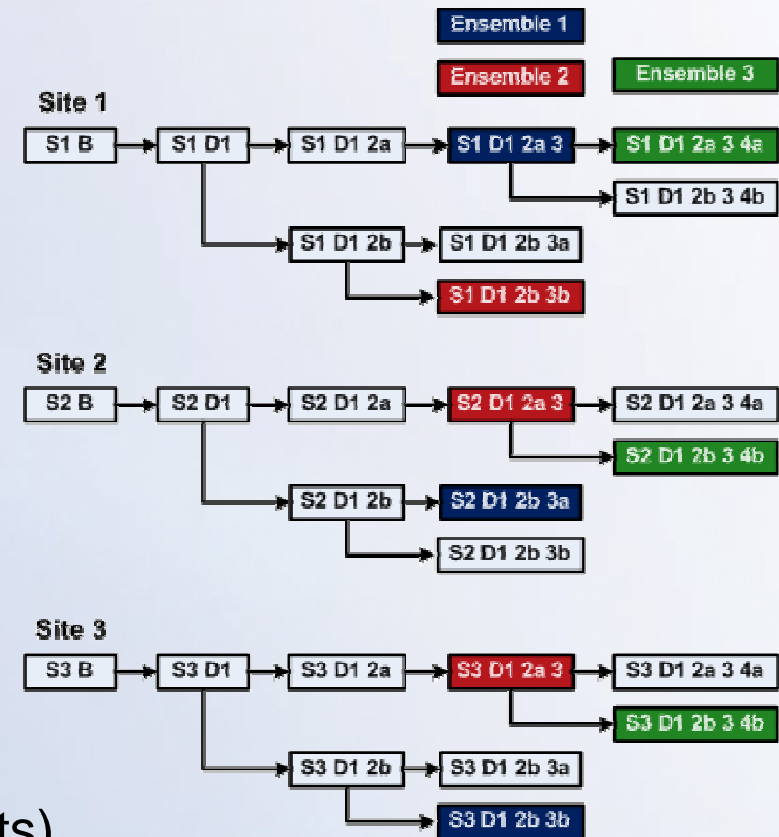 Ensemble 1
Ensemble 2 Ensemble 3
Site 1
S1 B S1 D1 S1 D1 2a S1 D1 2a 3 S1 D1 2a 3 4a
S1 D1 2b 3 4b
S1 D1 2b S1 D1 2b 3a
S1 D1 2b 3b
Site 2
S2 B S2 D1 S2 D1 2a S2 D1 2a 3 S2 D1 2a 3 4a
S2 D1 2b 3 4b
S2 D1 2b S2 D1 2b 3a
S2 D1 2b 3b
Site 3
S3 B S3 D1 S3 D1 2a S3 D1 2a 3 S3 D1 2a 3 4a
S3 D1 2b 3 4b
S3 D1 2b S3 D1 2b 3a
ts) S3 D1 2b 3b